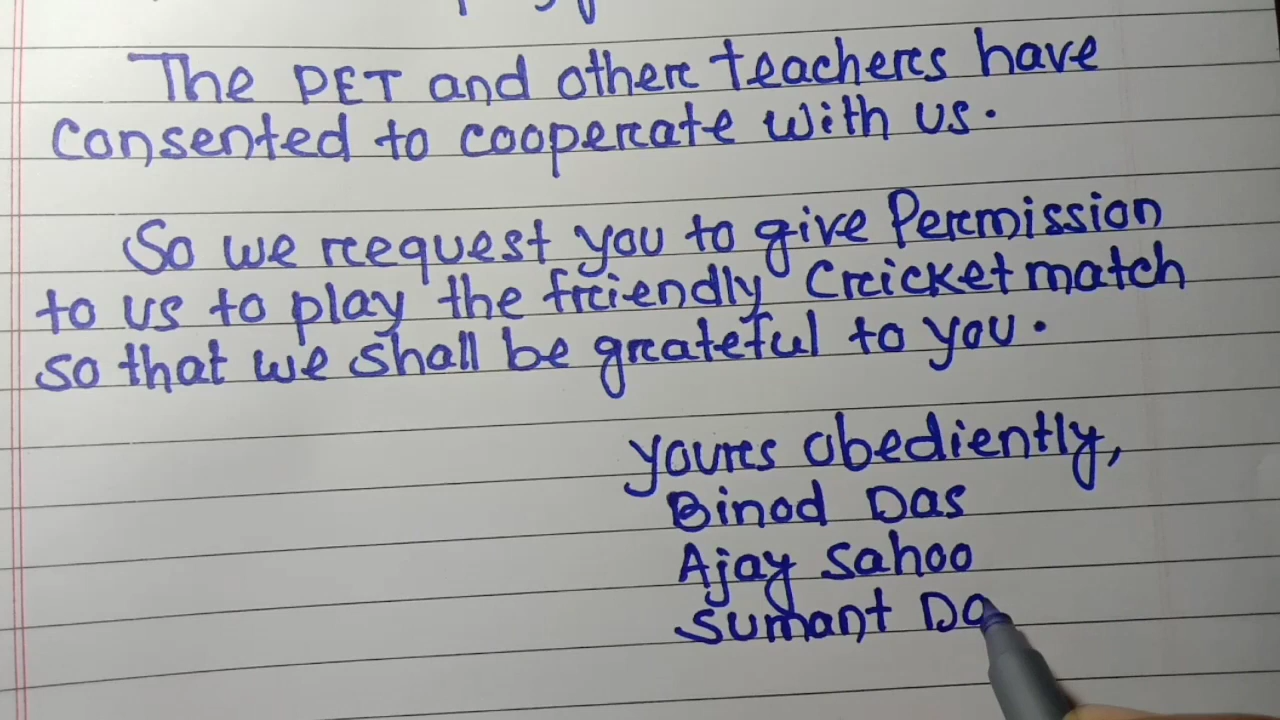 The PET and other teachers have
consented to cooperate with us.
So we request you to give Permission
to us to play the friendly Cricket match
so that we shall be grateful to you.
yours obediently,
Binod Das
Ajay Sahoo
Sumant Da